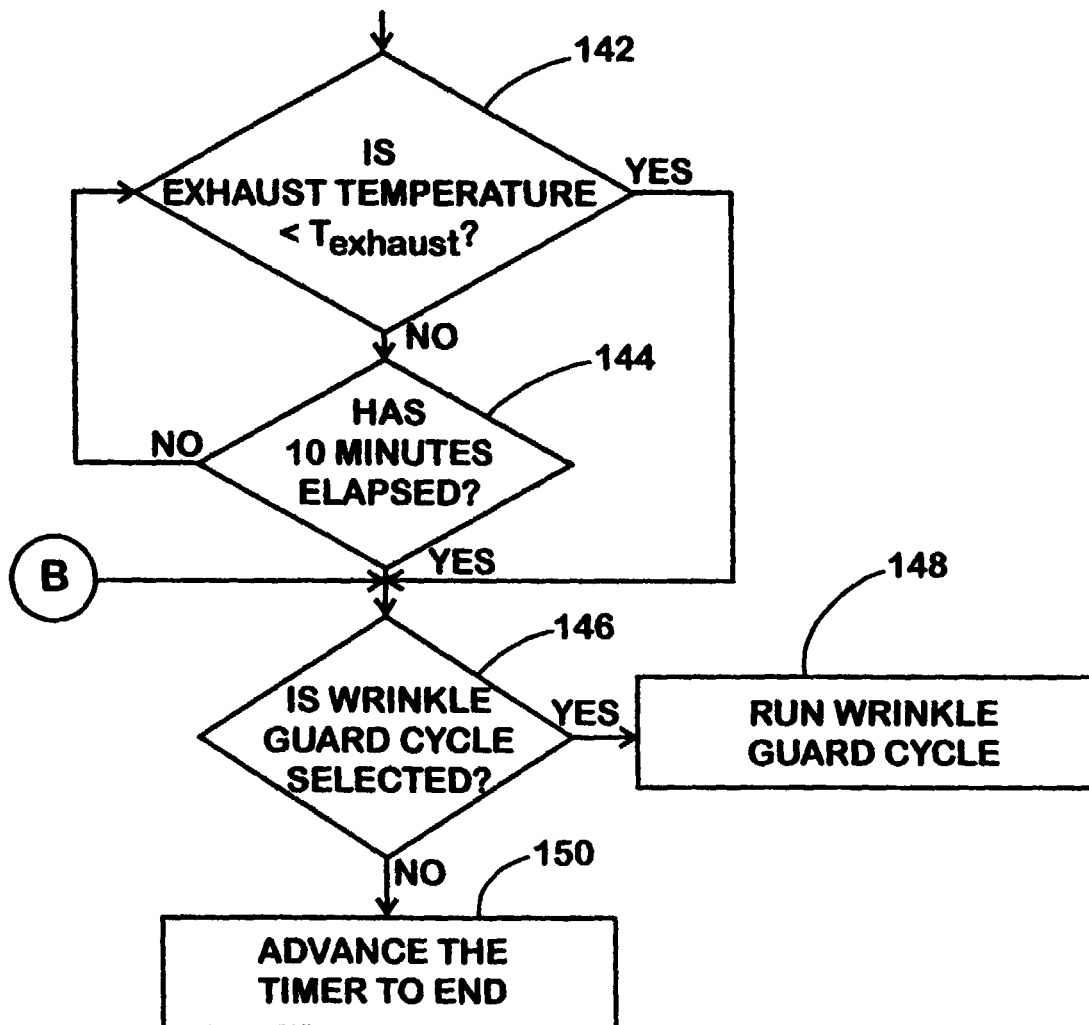 142
IS
EXHAUST TEMPERATURE
< Texhaust?
YES
NO
144
HAS
10 MINUTES
ELAPSED?
NO
YES
B
146
148
IS WRINKLE
GUARD CYCLE
SELECTED?
YES
RUN WRINKLE
GUARD CYCLE
NO
150
ADVANCE THE
TIMER TO END